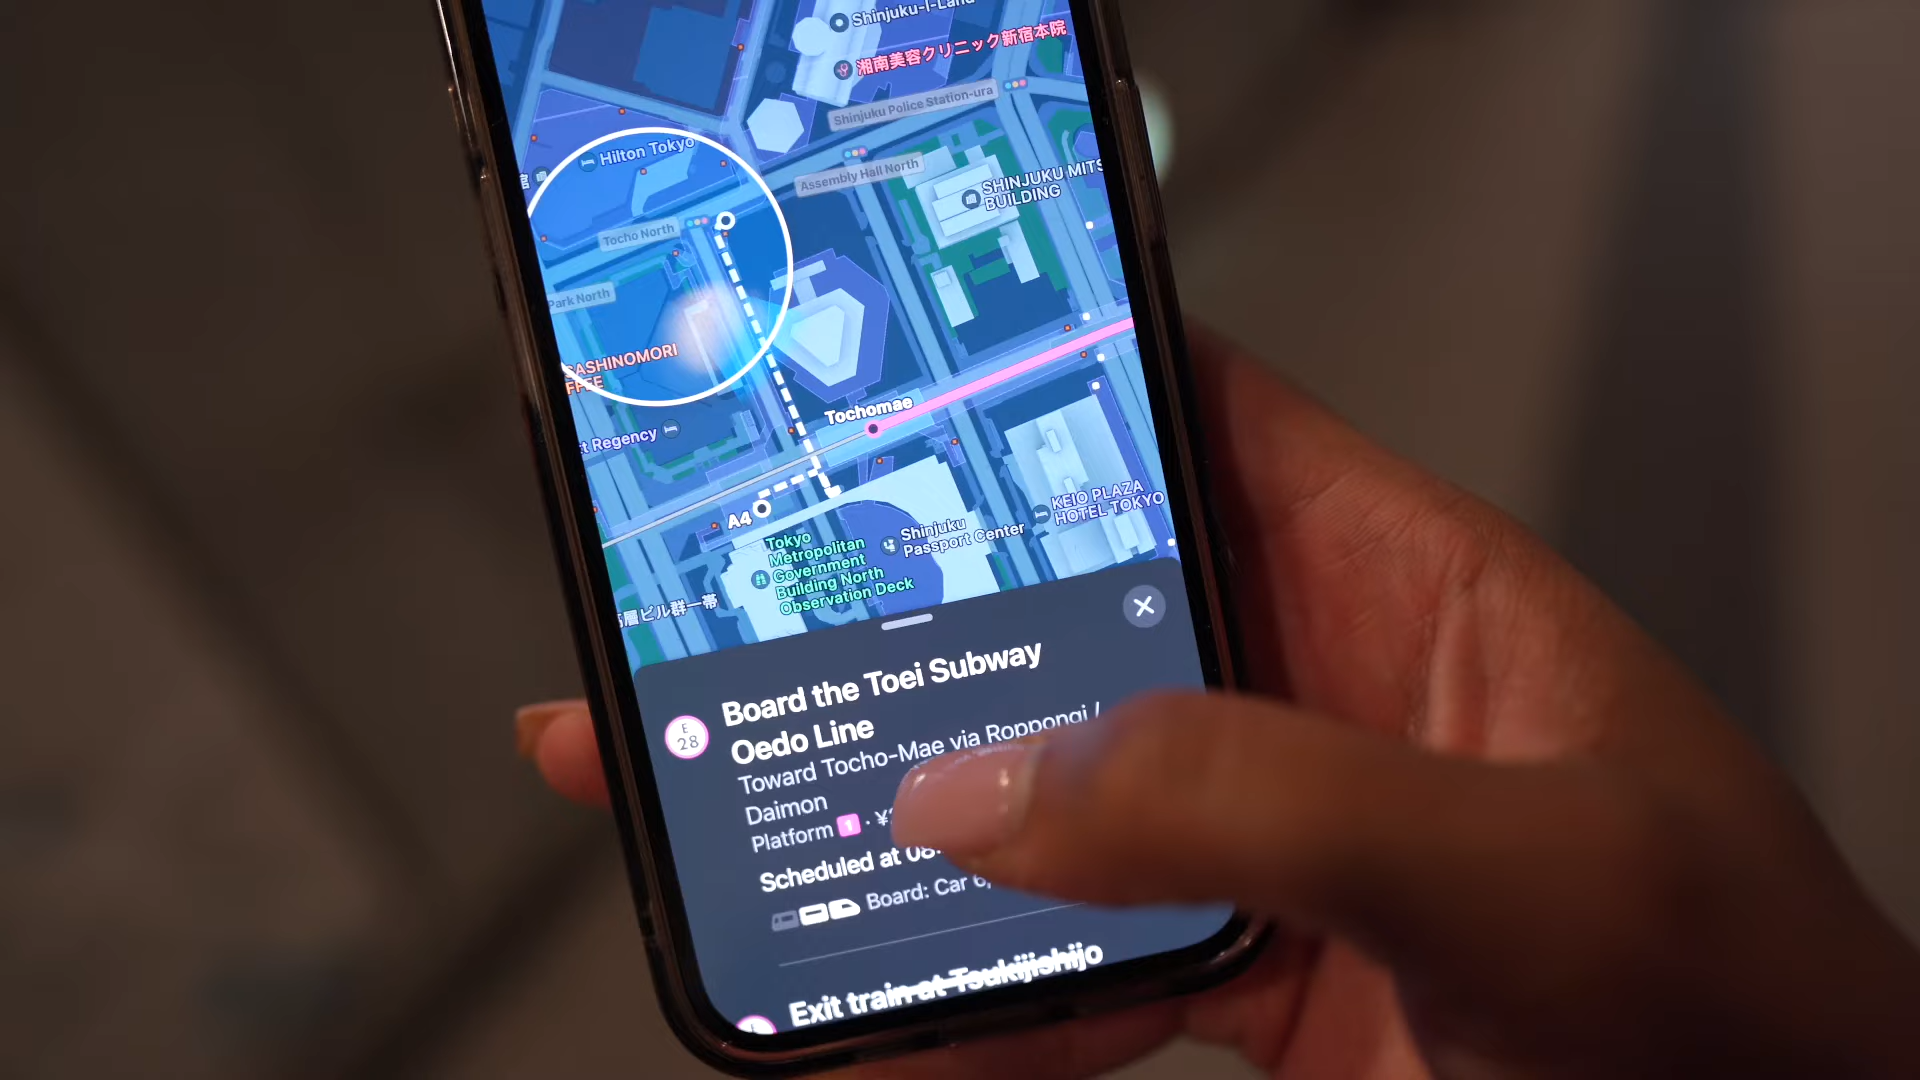 Shinjuku-I-Land
湘南美容クリニック新宿本院
Shinjuku Police Station-ura
Hilton Tokyo
Assembly Hall North
SHINJUKU MITS
BUILDING
Tocho North
Park North
SASHINOMORI
FFEE
Tochomae
t Regency
A4
KEIO PLAZA
HOTEL TOKYO
Shinjuku
Passport Center
Tokyo
Metropolitan
Government
Building North
Observation Deck
層ビル群一帯
Board the Toei Subway
Oedo Line
E
28
Toward Tocho-Mae via Roppongi /
Daimon
Platform 1 · ¥
Scheduled at 08:
Board: Car 6,
Exit train at Tsukijishijo